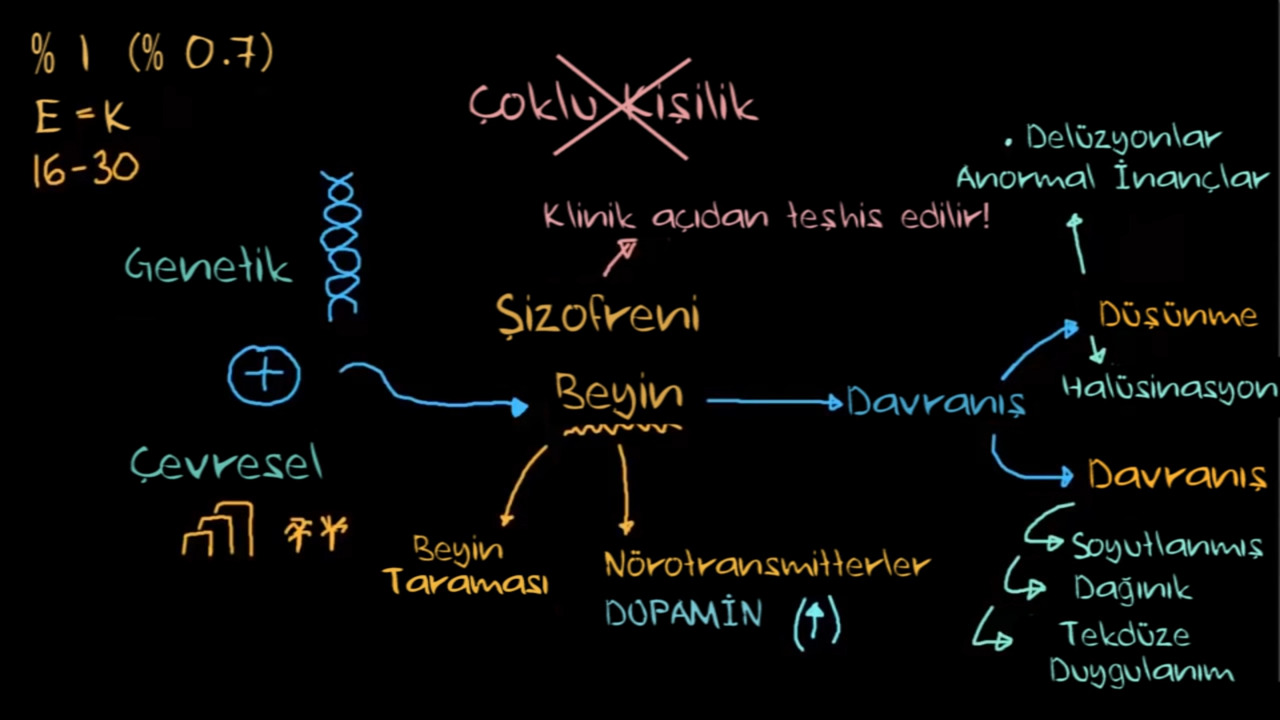 % 1 (% 0.7)
E = K
16-30
Çoklu Kişilik
Klinik açıdan teşhis edilir!
Şizofreni
Genetik
+
Çevresel
Beyin
Beyin
Taraması
Nörotransmitterler
DOPAMİN (↑)
Davranış
• Delüzyonlar
Anormal İnançlar
Düşünme
Halüsinasyon
Davranış
Soyutlanmış
Dağınık
Tekdüze
Duygulanım